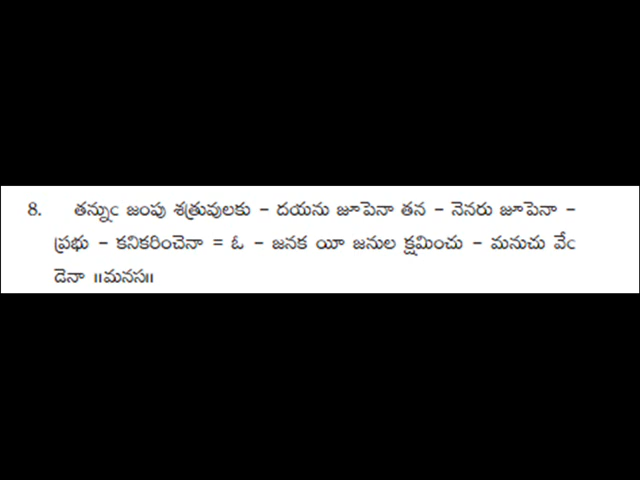 8. తన్నుఁ జంపు శత్రువులకు – దయను జూపెనా తన – నెనరు జూపెనా –
ప్రభు – కనికరించెనా = ఓ – జనక యీ జనుల క్షమించు – మనుచు వేఁ
డెనా ॥మనస॥